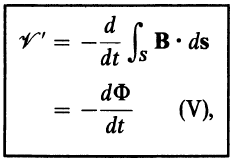 𝒱′ = −d/dt ∫_S 𝐁 · d𝐬
= −d𝚽/dt (V),